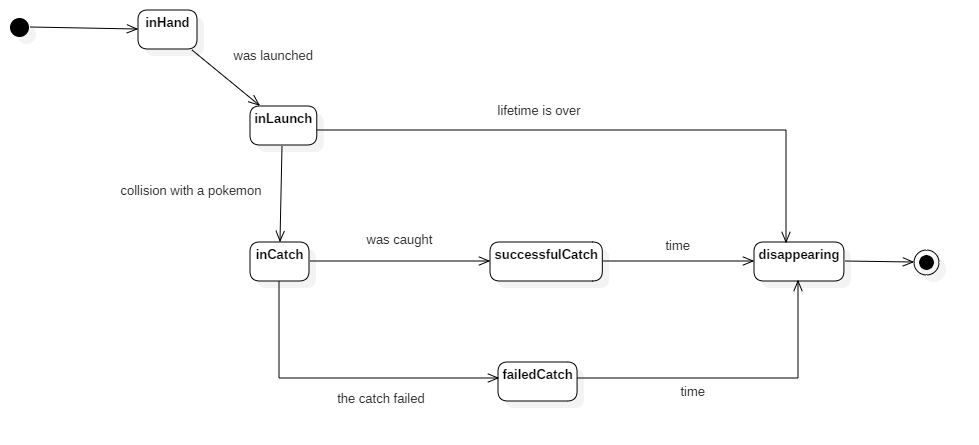 inHand
was launched
inLaunch
lifetime is over
collision with a pokemon
inCatch
was caught
successfulCatch
time
disappearing
failedCatch
the catch failed
time